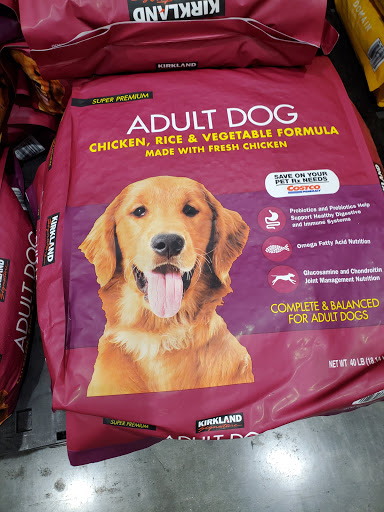 KIRKLAND
KIRKLAND
SUPER PREMIUM
ADULT DOG
CHICKEN, RICE & VEGETABLE FORMULA
MADE WITH FRESH CHICKEN
SAVE ON YOUR
PET Rx NEEDS
COSTCO
Probiotics and Prebiotics Help
Support Healthy Digestive
and Immune Systems
Omega Fatty Acid Nutrition
Glucosamine and Chondroitin
Joint Management Nutrition
COMPLETE & BALANCED
FOR ADULT DOGS
NET WT 40 LB
KIRKLAND
Signature
SUPER PREMIUM
KIRKLAND
Signature
ADULT DOG
KIRKLAND
ADULT DOG